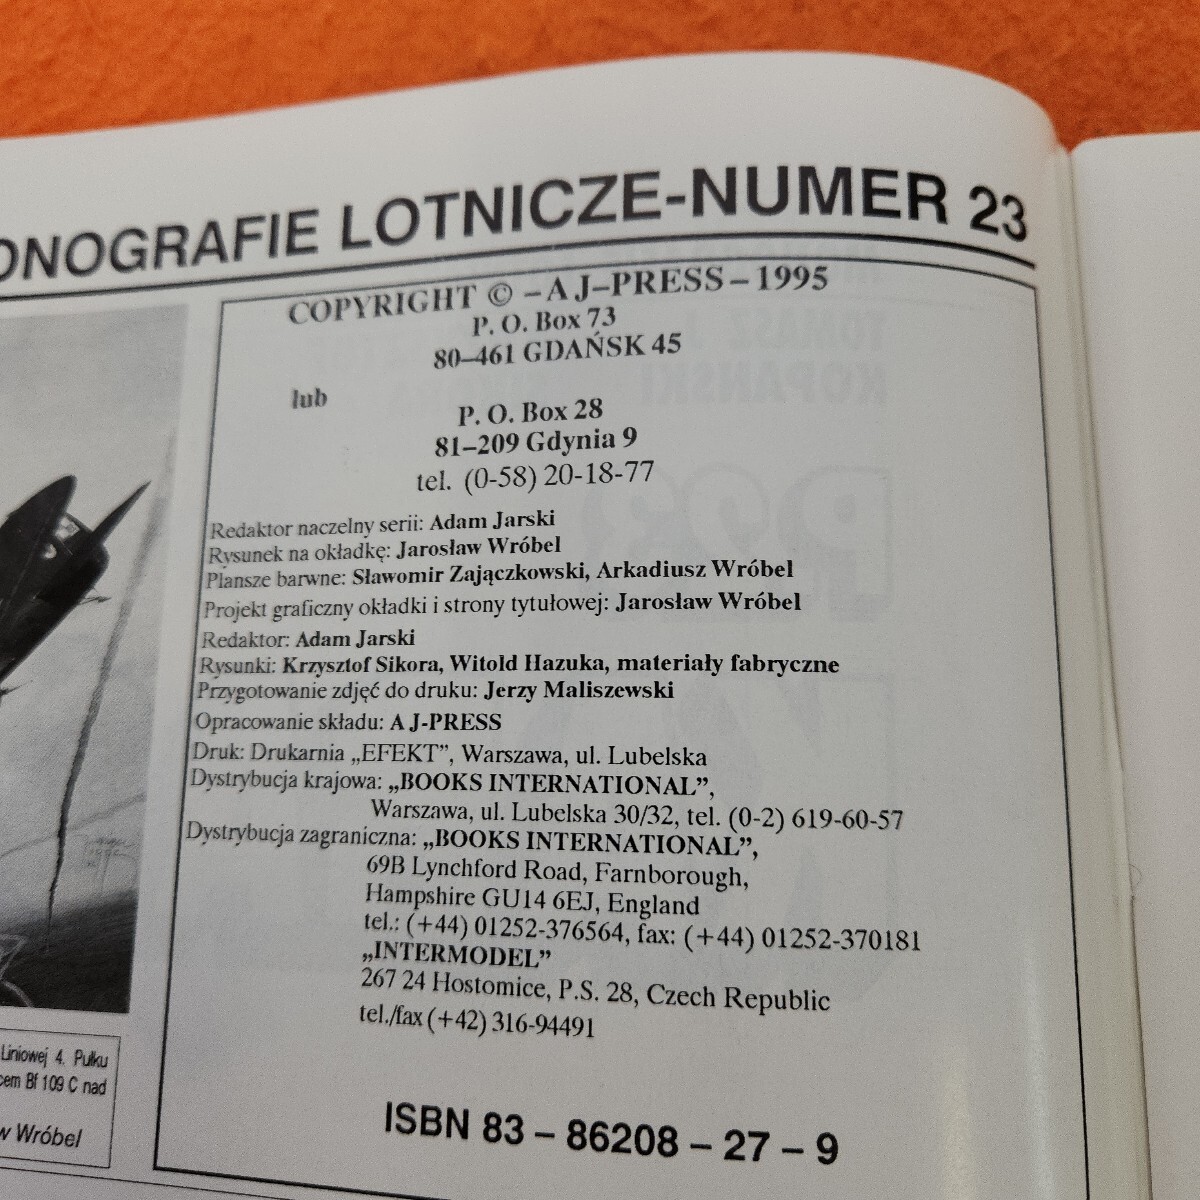 ONOGRAFIE LOTNICZE-NUMER 23
COPYRIGHT © – A J–PRESS – 1995
P. O. Box 73
80–461 GDAŃSK 45
lub
P. O. Box 28
81–209 Gdynia 9
tel. (0-58) 20-18-77
Redaktor naczelny serii: Adam Jarski
Rysunek na okładkę: Jarosław Wróbel
Plansze barwne: Sławomir Zajączkowski, Arkadiusz Wróbel
Projekt graficzny okładki i strony tytułowej: Jarosław Wróbel
Redaktor: Adam Jarski
Rysunki: Krzysztof Sikora, Witold Hazuka, materiały fabryczne
Przygotowanie zdjęć do druku: Jerzy Maliszewski
Opracowanie składu: A J-PRESS
Druk: Drukarnia „EFEKT”, Warszawa, ul. Lubelska
Dystrybucja krajowa: „BOOKS INTERNATIONAL”,
Warszawa, ul. Lubelska 30/32, tel. (0-2) 619-60-57
Dystrybucja zagraniczna: „BOOKS INTERNATIONAL”,
69B Lynchford Road, Farnborough,
Hampshire GU14 6EJ, England
tel.: (+44) 01252-376564, fax: (+44) 01252-370181
„INTERMODEL”
267 24 Hostomice, P.S. 28, Czech Republic
tel./fax (+42) 316-94491
ISBN 83 – 86208 – 27 – 9
Liniowej 4. Pułku
cem Bf 109 C nad
w Wróbel